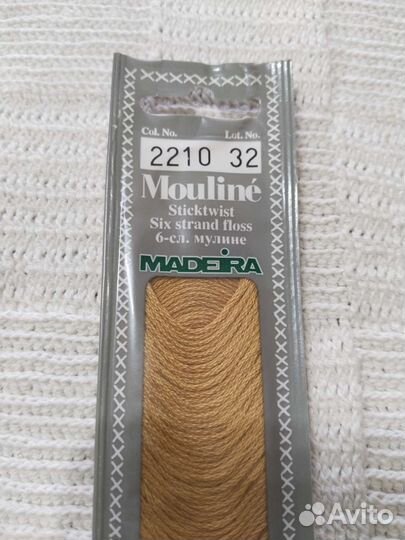 Col. No. Lot. No.
2210 32
Mouliné
Sticktwist
Six strand floss
6-сл. мулине
MADEIRA
Avito